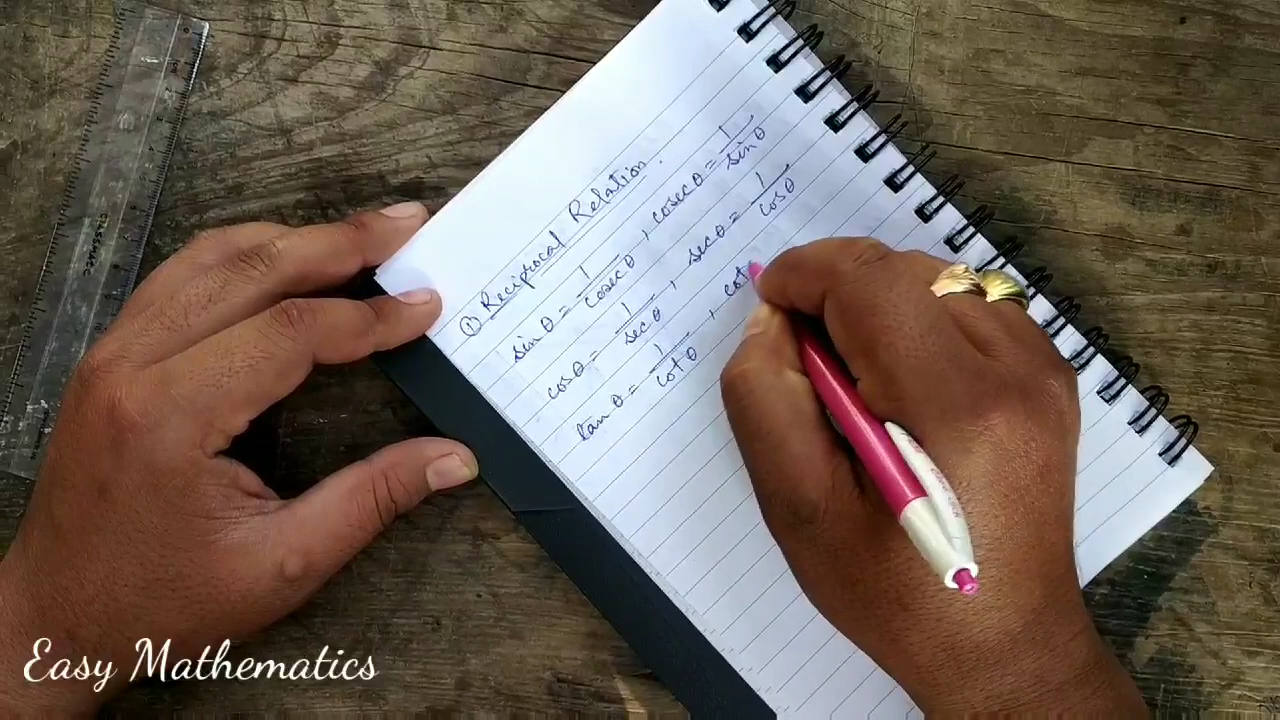 ① Reciprocal Relation.
sin θ = 1/cosec θ , cosec θ = 1/sin θ
cos θ = 1/sec θ , sec θ = 1/cos θ
tan θ = 1/cot θ , cot
CLASSMATE
Easy Mathematics